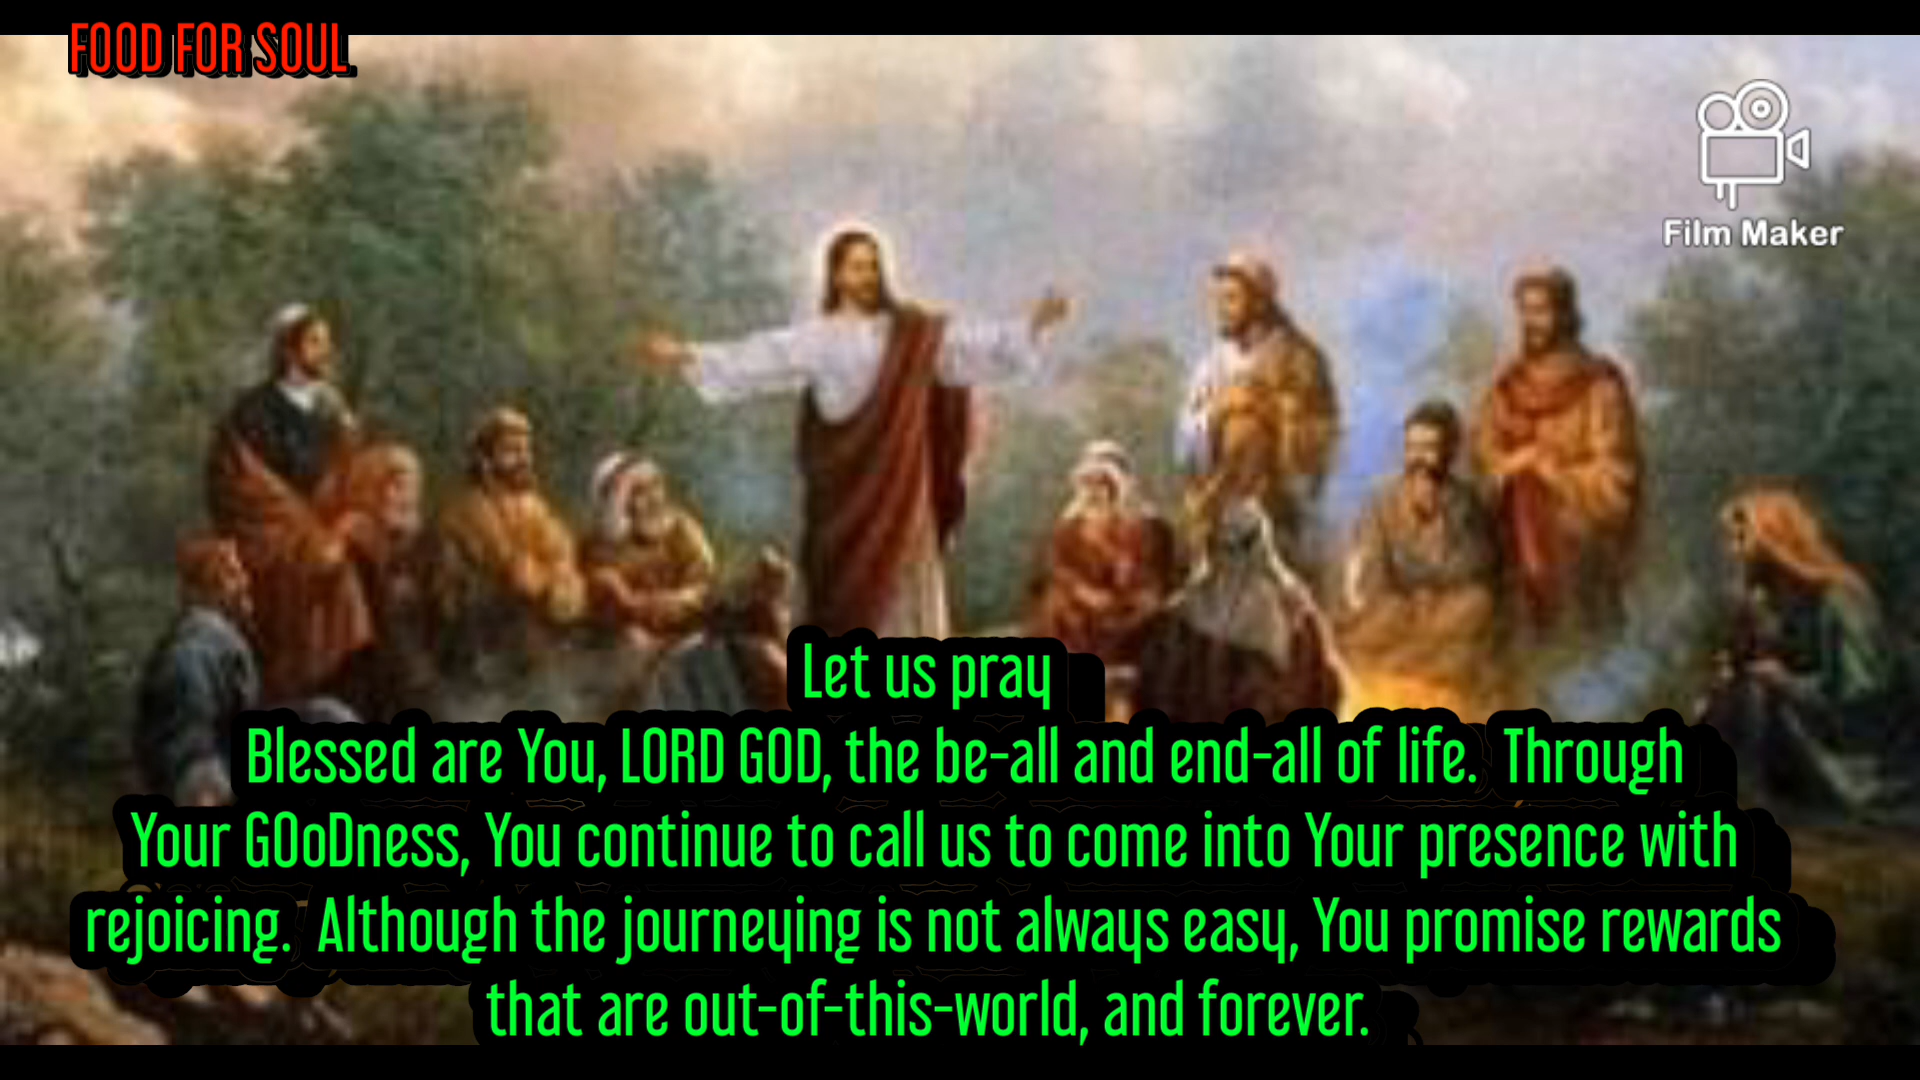 FOOD FOR SOUL.
Film Maker
Let us pray
Blessed are You, LORD GOD, the be-all and end-all of life.  Through
Your GOoDness, You continue to call us to come into Your presence with
rejoicing.  Although the journeying is not always easy, You promise rewards
that are out-of-this-world, and forever.